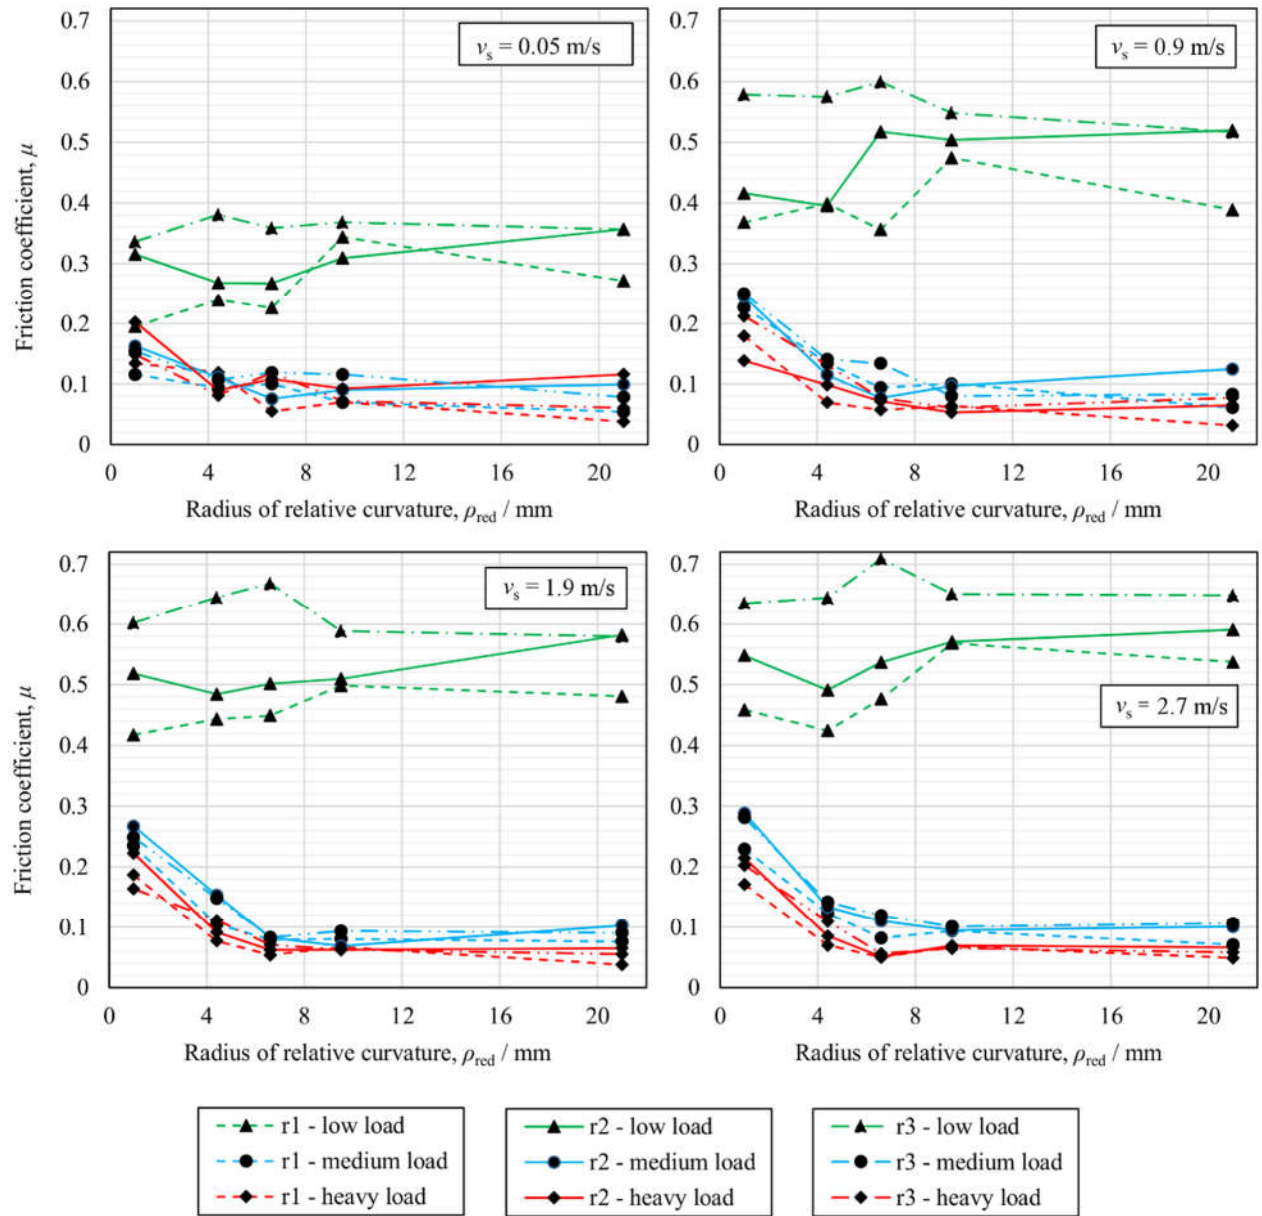 0.7
0.6
0.5
0.4
0.3
0.2
0.1
0
Friction coefficient, μ
vs = 0.05 m/s
0 4 8 12 16 20
Radius of relative curvature, ρred / mm
0.7
0.6
0.5
0.4
0.3
0.2
0.1
0
vs = 0.9 m/s
0 4 8 12 16 20
Radius of relative curvature, ρred / mm
0.7
0.6
0.5
0.4
0.3
0.2
0.1
0
Friction coefficient, μ
vs = 1.9 m/s
0 4 8 12 16 20
Radius of relative curvature, ρred / mm
0.7
0.6
0.5
0.4
0.3
0.2
0.1
0
vs = 2.7 m/s
0 4 8 12 16 20
Radius of relative curvature, ρred / mm
r1 - low load
r1 - medium load
r1 - heavy load
r2 - low load
r2 - medium load
r2 - heavy load
r3 - low load
r3 - medium load
r3 - heavy load